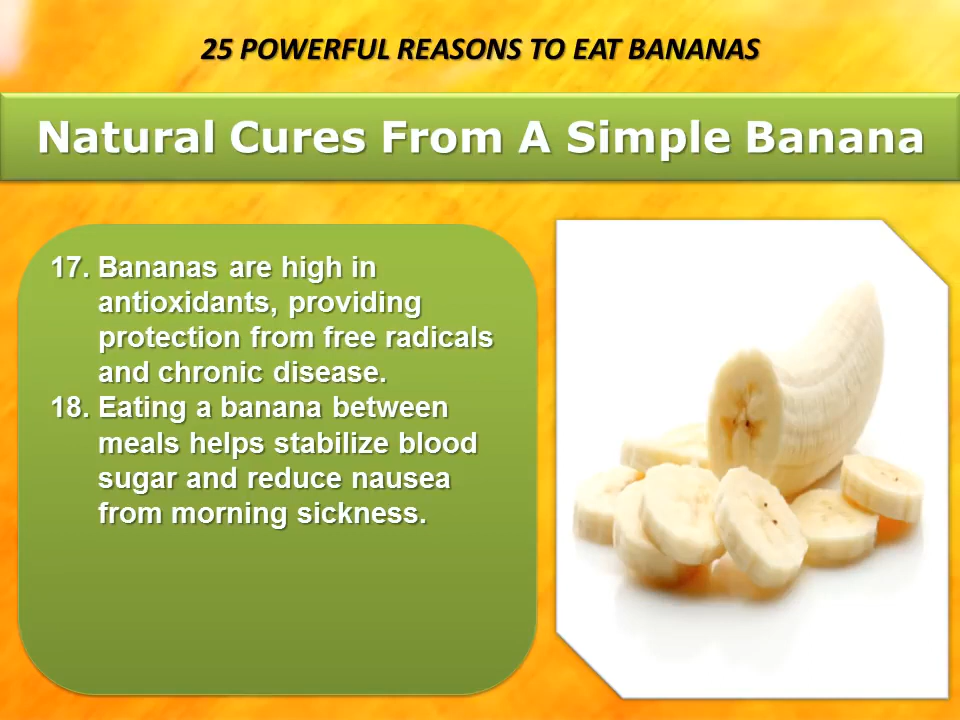 25 POWERFUL REASONS TO EAT BANANAS
Natural Cures From A Simple Banana
17. Bananas are high in
antioxidants, providing
protection from free radicals
and chronic disease.
18. Eating a banana between
meals helps stabilize blood
sugar and reduce nausea
from morning sickness.